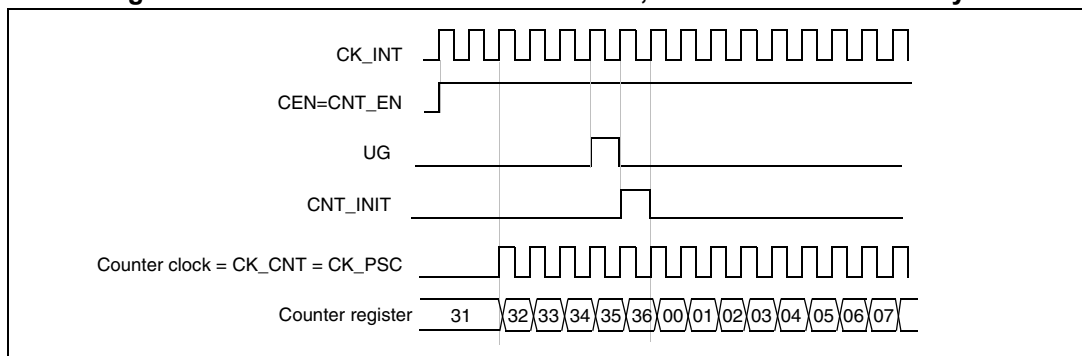 CK_INT
CEN=CNT_EN
UG
CNT_INIT
Counter clock = CK_CNT = CK_PSC
Counter register 31 32 33 34 35 36 00 01 02 03 04 05 06 07